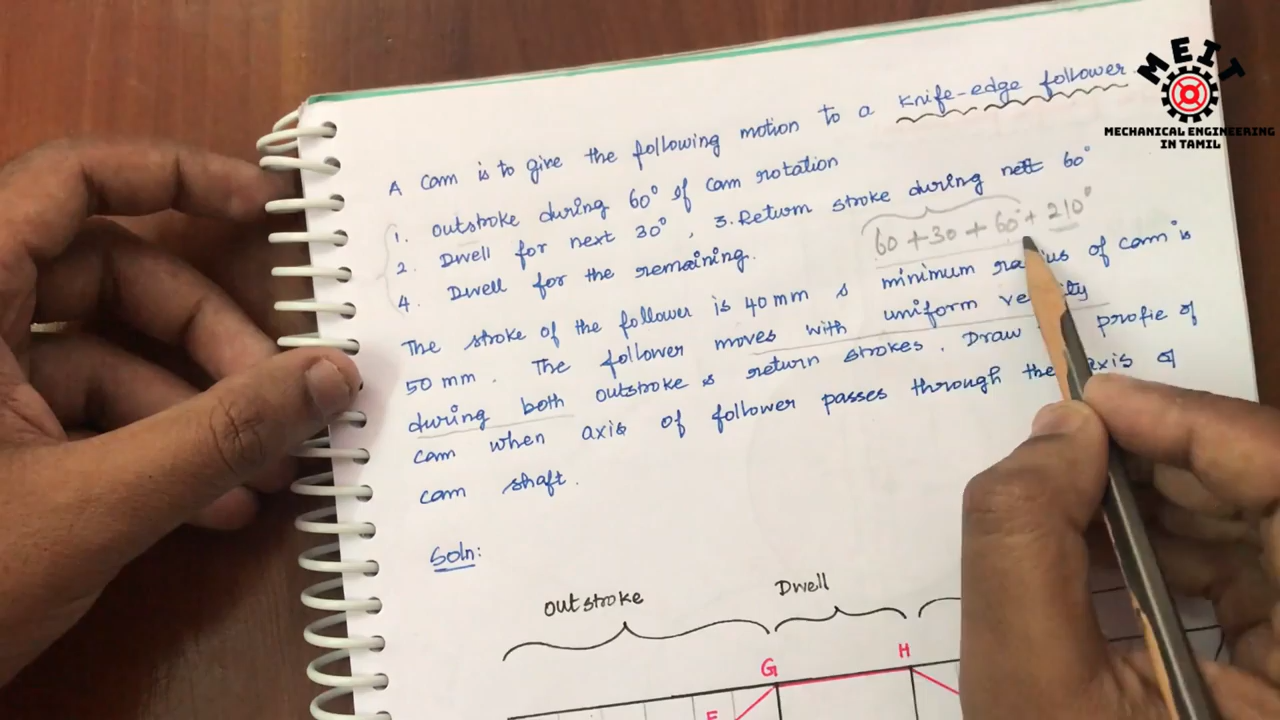 MEIT
MECHANICAL ENGINEERING
IN TAMIL
A cam is to give the following motion to a knife-edge follower
1. outstroke during 60° of cam rotation
2. Dwell for next 30°, 3. Return stroke during next 60°
4. Dwell for the remaining.
60 + 30 + 60° + 210°
The stroke of the follower is 40 mm & minimum radius of cam is
50 mm. The follower moves with uniform velocity
during both outstroke & return strokes. Draw profie of
cam when axis of follower passes through the axis of
cam shaft.
Soln:
outstroke
Dwell
G
H
F